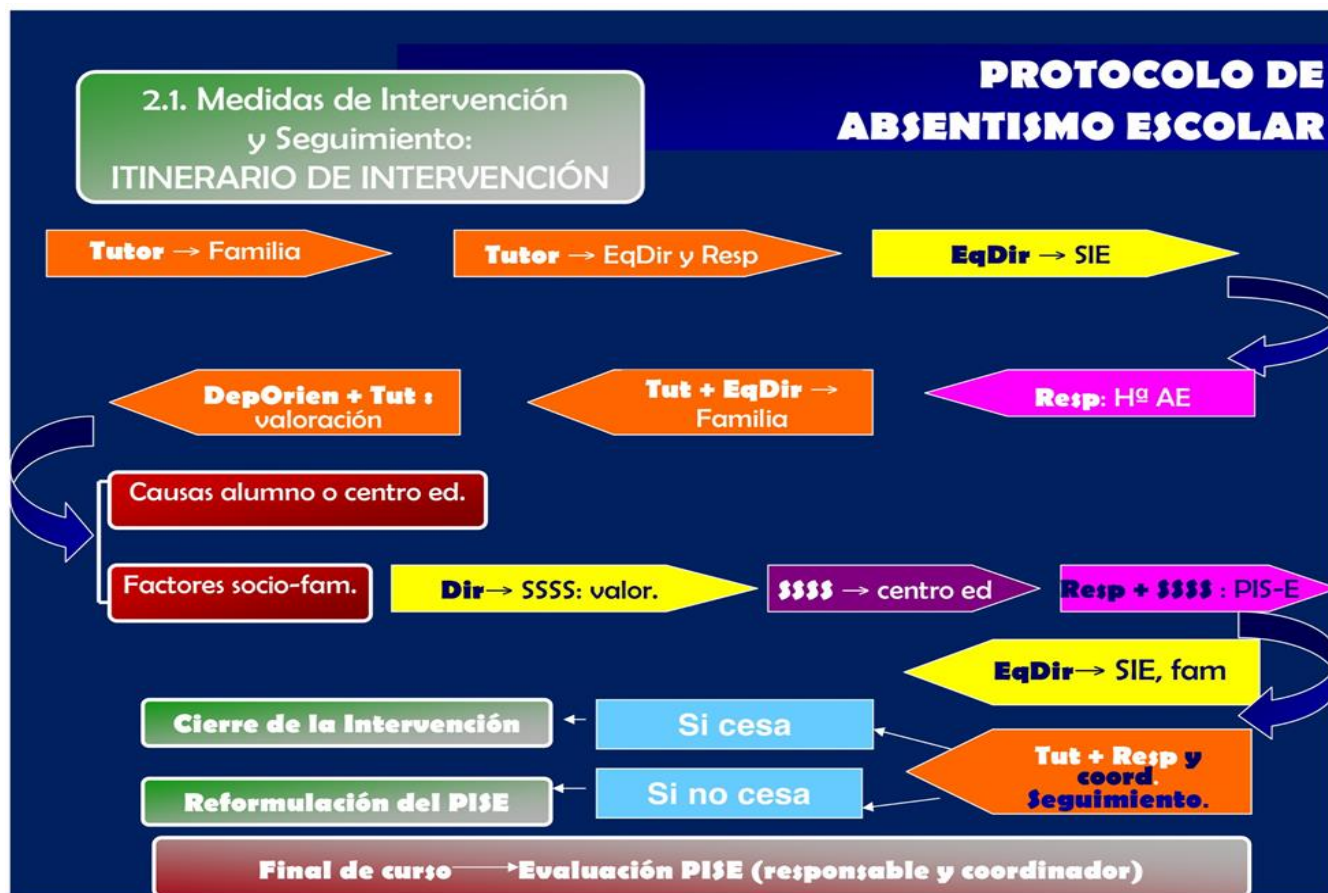 PROTOCOLO DE
ABSENTISMO ESCOLAR
2.1. Medidas de Intervención
y Seguimiento:
ITINERARIO DE INTERVENCIÓN
Tutor → Familia
Tutor → EqDir y Resp
EqDir → SIE
Resp: Hª AE
Tut + EqDir →
Familia
DepOrien + Tut :
valoración
Causas alumno o centro ed.
Factores socio-fam.
Dir→ SSSS: valor.
SSSS → centro ed
Resp + SSSS : PIS-E
EqDir→ SIE, fam
Tut + Resp y
coord.
Seguimiento.
Si cesa
Cierre de la Intervención
Si no cesa
Reformulación del PISE
Final de curso → Evaluación PISE (responsable y coordinador)